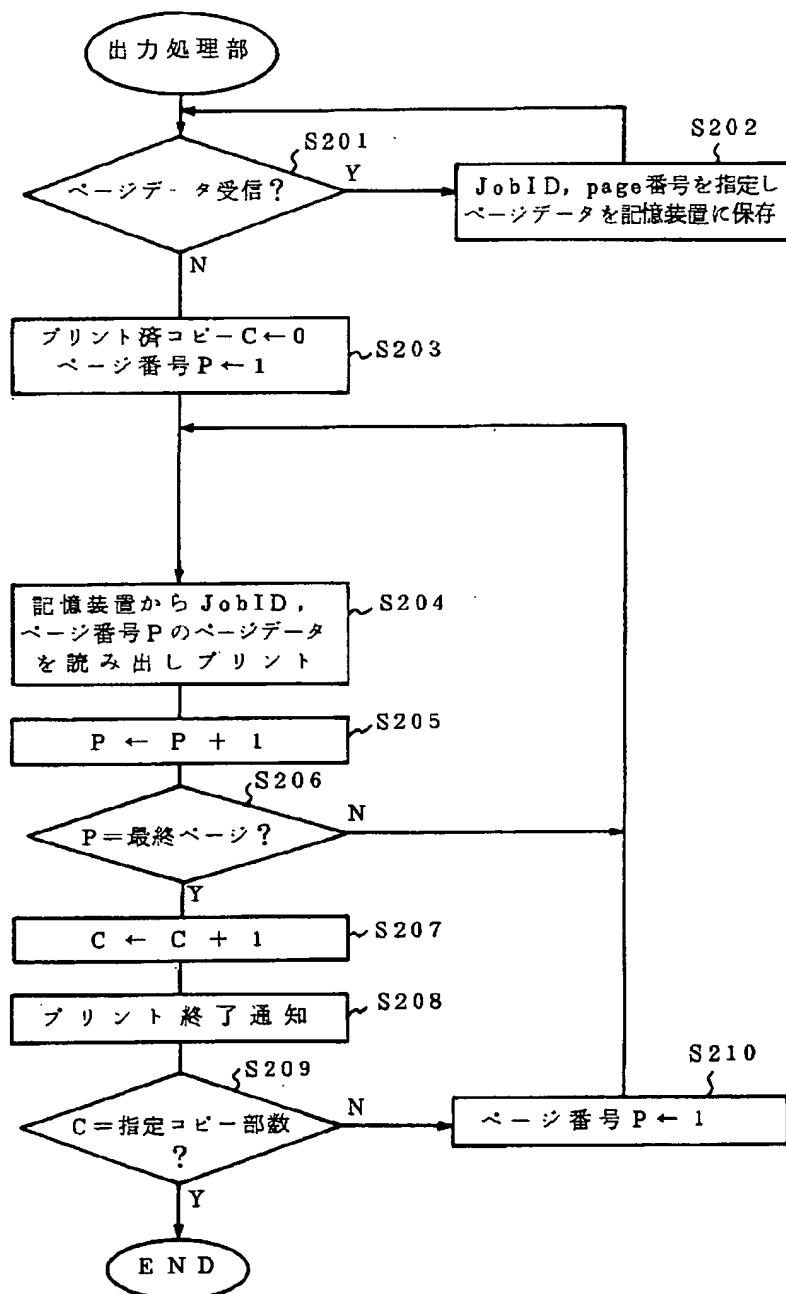 出力処理部
S201
S202
ページデータ受信?
Y
JobID,page番号を指定し
ページデータを記憶装置に保存
N
プリント済コピーC←0
ページ番号P←1
S203
記憶装置からJobID,
ページ番号Pのページデータ
を読み出しプリント
S204
P ← P + 1
S205
S206
P=最終ページ?
N
Y
C ← C + 1
S207
プリント終了通知
S208
S209
S210
C=指定コピー部数
?
N
ページ番号P←1
Y
END